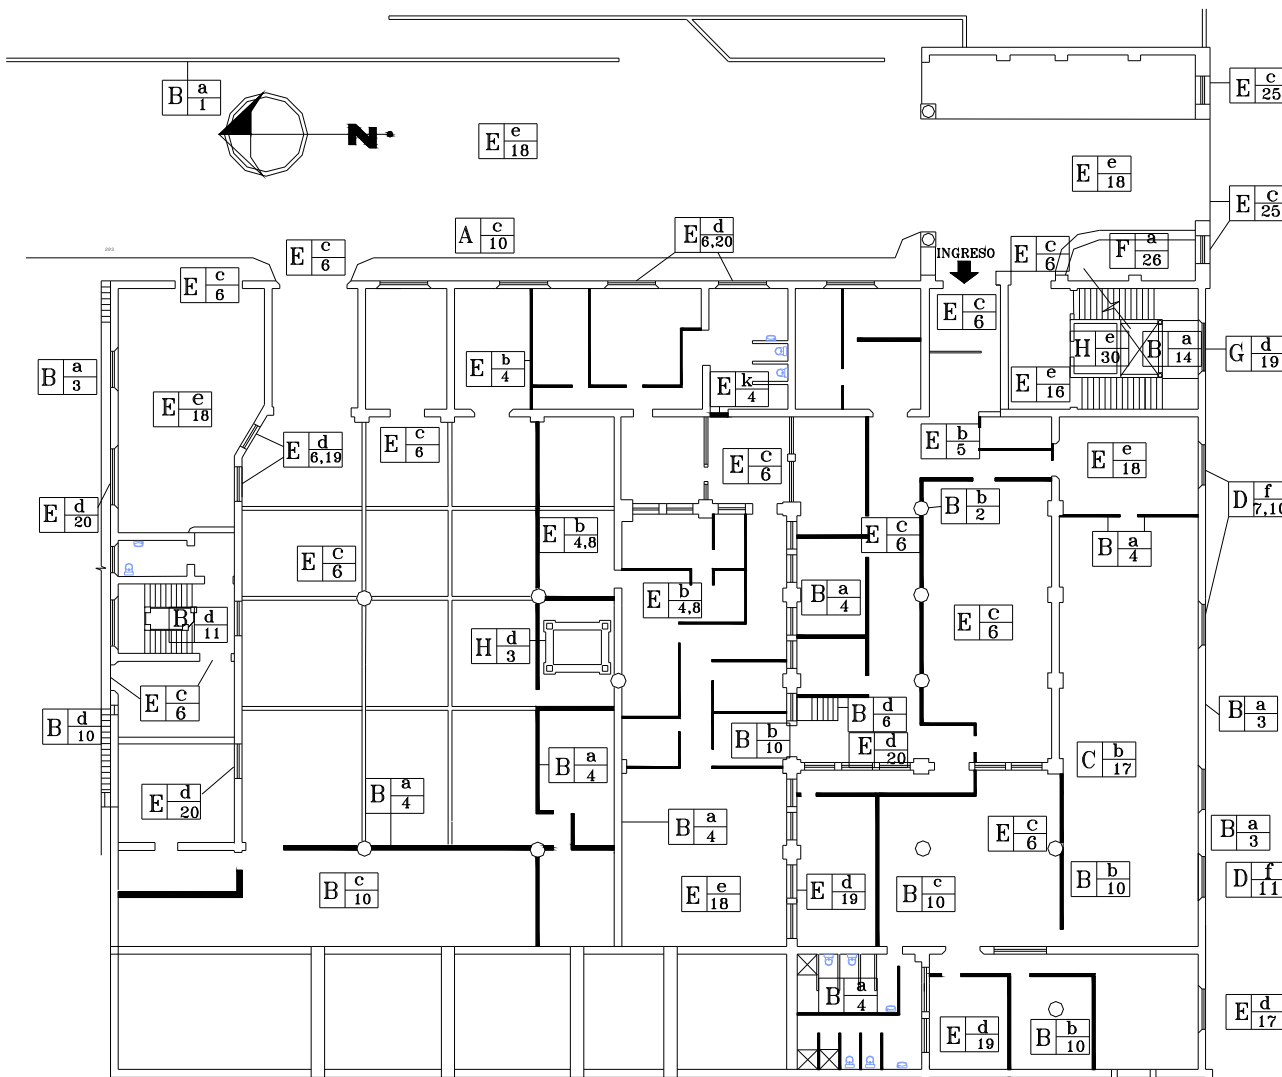 E c 25
B a 1
N
E e 18
E e 18
E c 25
A c 10
E d 6,20
E c 6
INGRESO
E c 6
F a 26
E c 6
E c 6
H e 30
B a 14
G d 19
B a 3
E b 4
E k 4
E e 16
E e 18
E d 6,19
E c 6
E b 5
E c 6
E e 18
E d 20
B b 2
D f 7,10
E b 4,8
E c 6
B a 4
E c 6
E b 4,8
B a 4
B d 11
E c 6
H d 3
E c 6
B d 6
B a 3
B d 10
B b 10
E d 20
C b 17
B a 4
E d 20
B a 4
B a 4
E c 6
B a 3
B c 10
E e 18
E d 19
B c 10
B b 10
D f 11
B a 4
E d 17
E d 19
B b 10